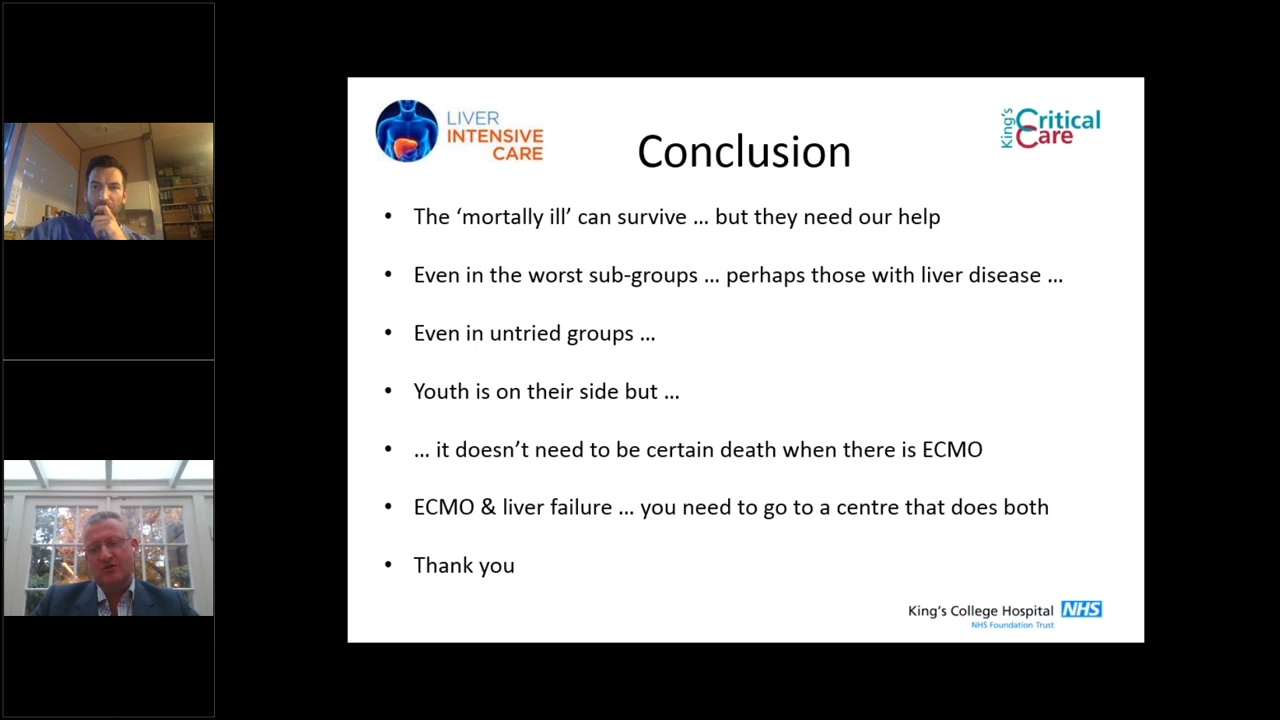 LIVER
INTENSIVE
CARE
King's
Critical
Care
Conclusion
• The ‘mortally ill’ can survive … but they need our help
• Even in the worst sub-groups … perhaps those with liver disease …
• Even in untried groups …
• Youth is on their side but …
• … it doesn’t need to be certain death when there is ECMO
• ECMO & liver failure … you need to go to a centre that does both
• Thank you
King’s College Hospital NHS
NHS Foundation Trust